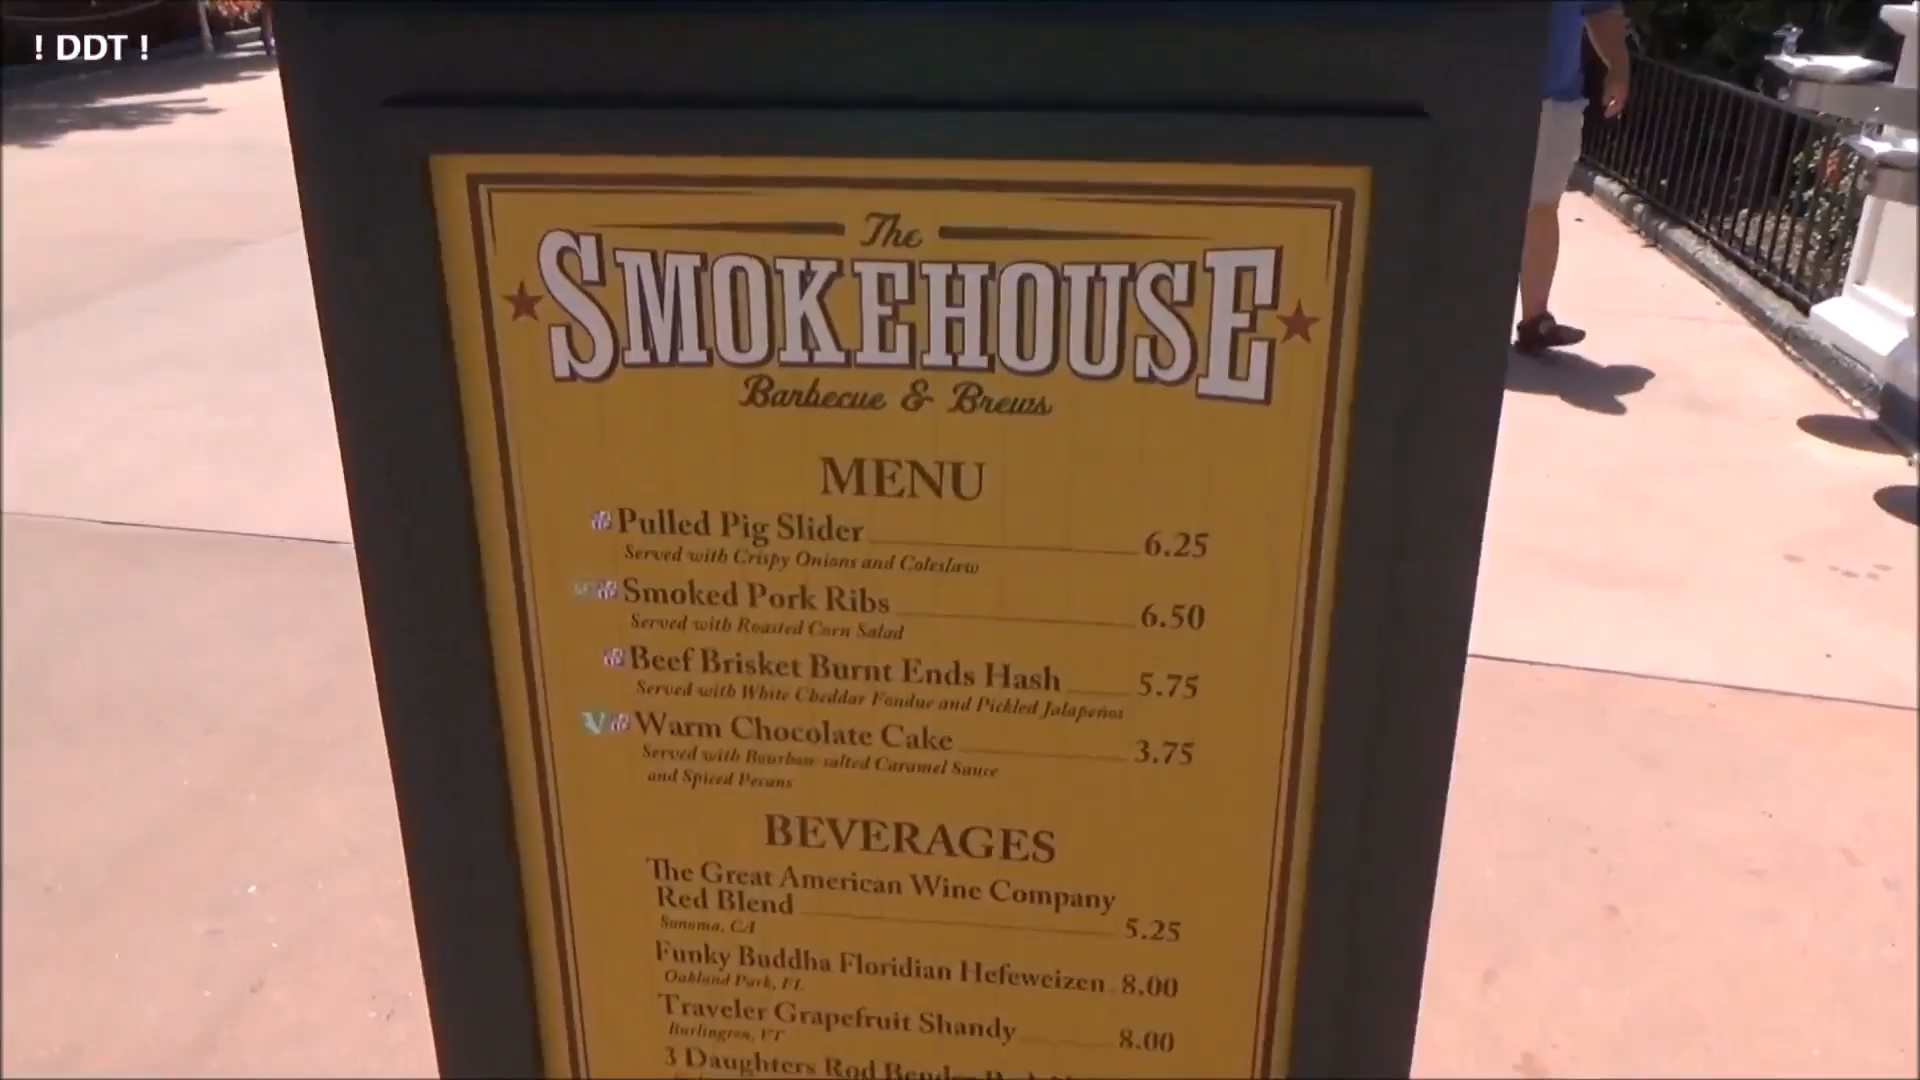 ! DDT !
The
SMOKEHOUSE
Barbecue & Brews
MENU
Pulled Pig Slider 6.25
Served with Crispy Onions and Coleslaw
Smoked Pork Ribs 6.50
Served with Roasted Corn Salad
Beef Brisket Burnt Ends Hash 5.75
Served with White Cheddar Fondue and Pickled Jalapeños
V Warm Chocolate Cake 3.75
Served with Bourbon-salted Caramel Sauce
and Spiced Pecans
BEVERAGES
The Great American Wine Company
Red Blend 5.25
Sonoma, CA
Funky Buddha Floridian Hefeweizen 8.00
Oakland Park, FL
Traveler Grapefruit Shandy 8.00
Burlington, VT
3 Daughters Rod Bender